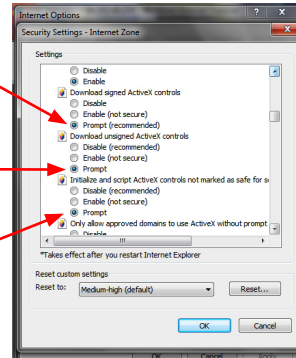 Internet Options
Security Settings - Internet Zone
Settings
Disable
Enable
Download signed ActiveX controls
Disable
Enable (not secure)
Prompt (recommended)
Download unsigned ActiveX controls
Disable (recommended)
Enable (not secure)
Prompt
Initialize and script ActiveX controls not marked as safe for s
Disable (recommended)
Enable (not secure)
Prompt
Only allow approved domains to use ActiveX without prompt
Disable
*Takes effect after you restart Internet Explorer
Reset custom settings
Reset to: Medium-high (default) Reset...
OK Cancel
OK Cancel Apply